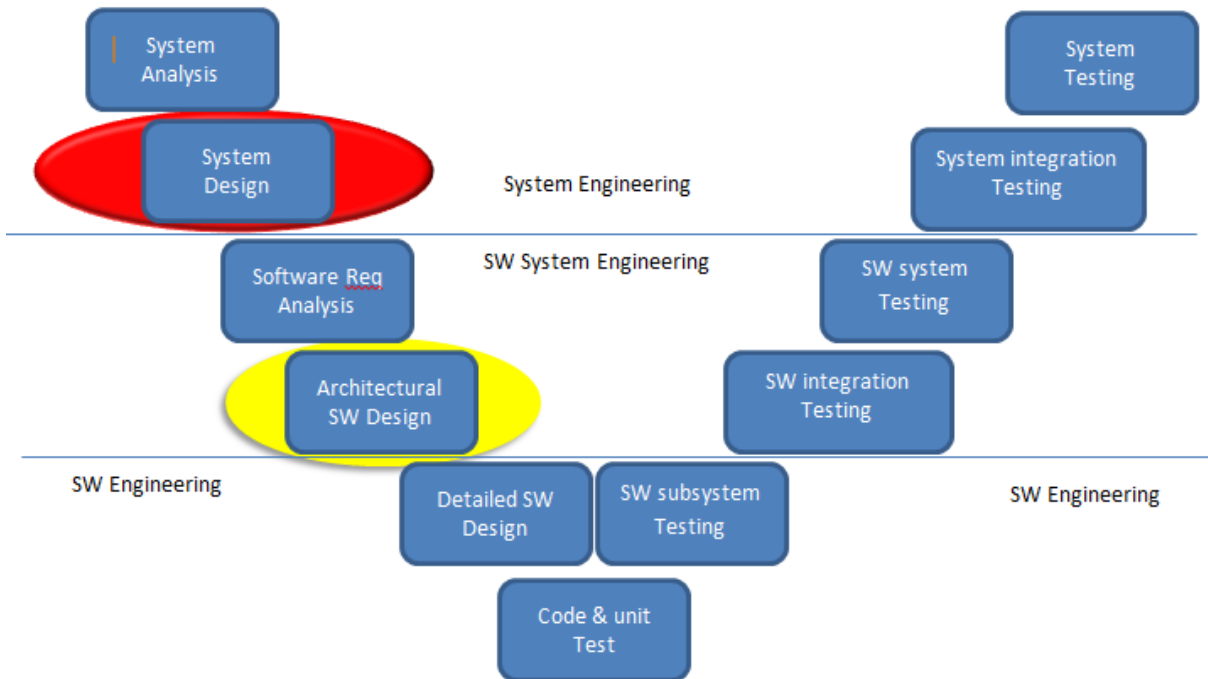 System
Analysis
System
Testing
System
Design
System integration
Testing
System Engineering
SW System Engineering
Software Req
Analysis
SW system
Testing
Architectural
SW Design
SW integration
Testing
SW Engineering
Detailed SW
Design
SW subsystem
Testing
SW Engineering
Code & unit
Test